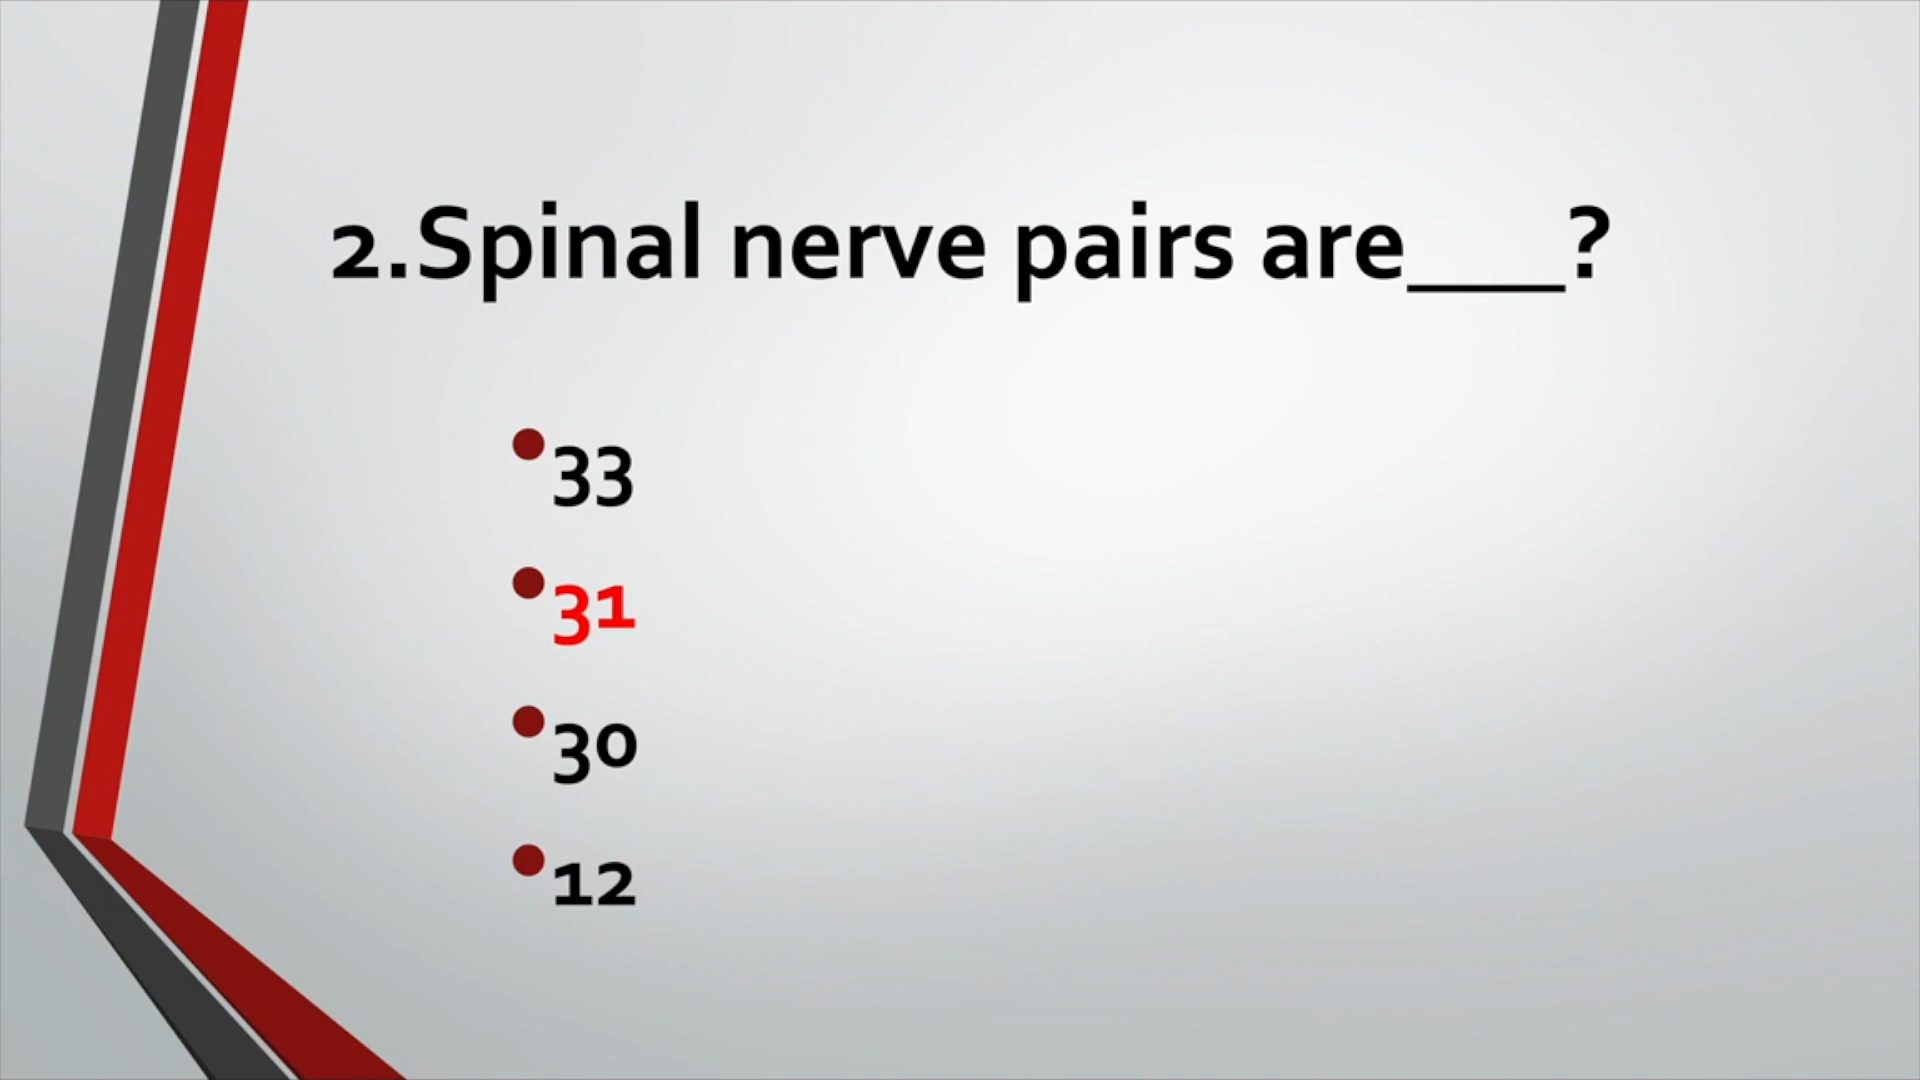 2.Spinal nerve pairs are___?
•33
•31
•30
•12